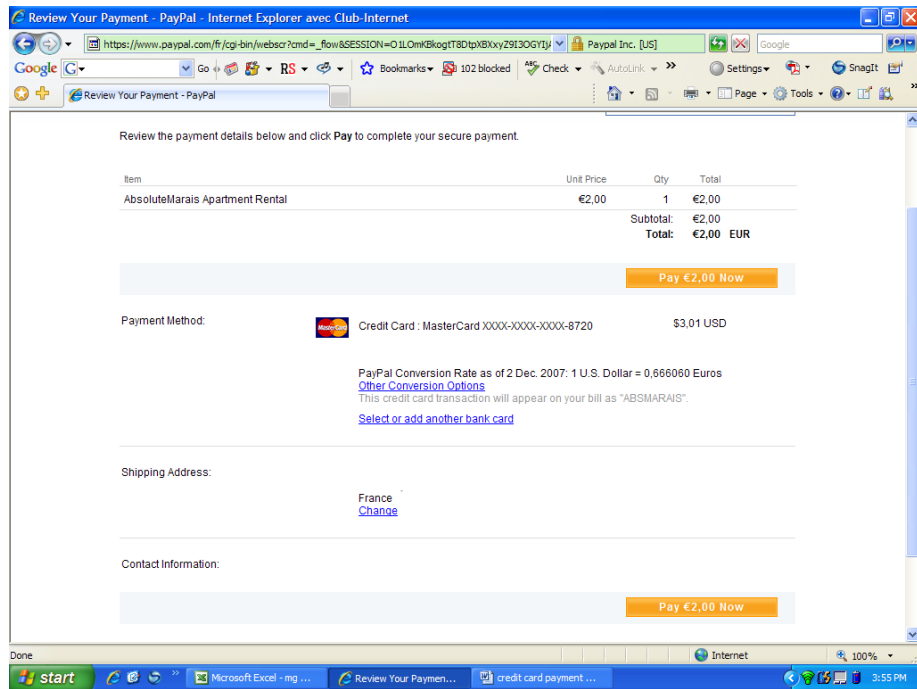 Review Your Payment - PayPal - Internet Explorer avec Club-Internet
https://www.paypal.com/fr/cgi-bin/webscr?cmd=_flow&SESSION= Paypal Inc. [US] Google
Google G Go RS Bookmarks 102 blocked ABC Check AutoLink >> Settings SnagIt
Review Your Payment - PayPal Page Tools >>
Review the payment details below and click Pay to complete your secure payment.
Item Unit Price Qty Total
AbsoluteMarais Apartment Rental €2,00 1 €2,00
Subtotal: €2,00
Total: €2,00 EUR
Pay €2,00 Now
Payment Method: MasterCard Credit Card : MasterCard XXXX-XXXX-XXXX-8720 $3,01 USD
PayPal Conversion Rate as of 2 Dec. 2007: 1 U.S. Dollar = 0,666060 Euros
Other Conversion Options
This credit card transaction will appear on your bill as "ABSMARAIS".
Select or add another bank card
Shipping Address:
France
Change
Contact Information:
Pay €2,00 Now
Done Internet 100%
start >> Microsoft Excel - mg ... Review Your Paymen... credit card payment ... 3:55 PM